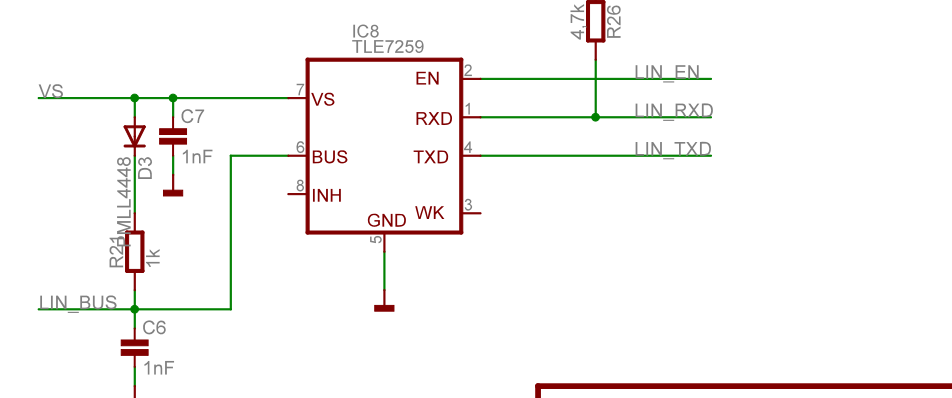 IC8
TLE7259
4,7k
R26
VS
7
VS
EN
2
LIN_EN
C7
1nF
RXD
1
LIN_RXD
6
BUS
TXD
4
LIN_TXD
D3
8
INH
WK
3
GND
5
R21
1k
LIN_BUS
C6
1nF